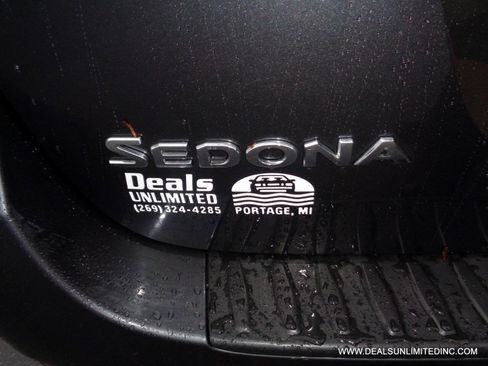 SEDONA
Deals
UNLIMITED
(269) 324-4285
PORTAGE, MI
WWW.DEALSUNLIMITEDINC.COM